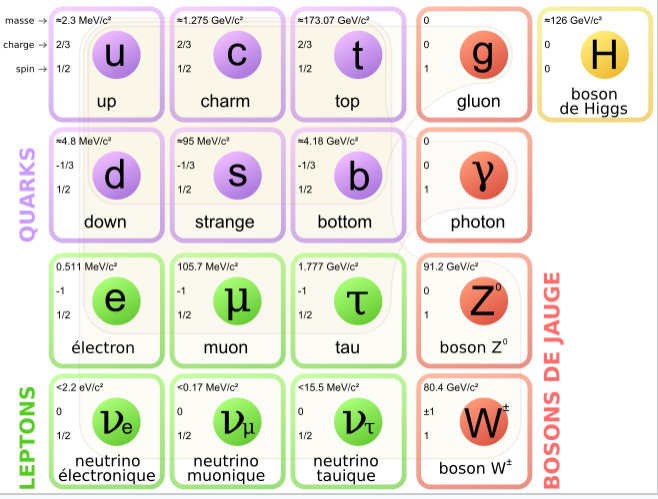 masse → ≈2.3 MeV/c² ≈1.275 GeV/c² ≈173.07 GeV/c² 0 ≈126 GeV/c²
charge → 2/3 2/3 2/3 0 0
spin → 1/2 1/2 1/2 1 0
u c t g H
up charm top gluon boson
de Higgs
QUARKS
≈4.8 MeV/c² ≈95 MeV/c² ≈4.18 GeV/c² 0
-1/3 -1/3 -1/3 0
1/2 1/2 1/2 1
d s b γ
down strange bottom photon
0.511 MeV/c² 105.7 MeV/c² 1.777 GeV/c² 91.2 GeV/c²
-1 -1 -1 0
1/2 1/2 1/2 1
e μ τ Z⁰
électron muon tau boson Z⁰
LEPTONS
<2.2 eV/c² <0.17 MeV/c² <15.5 MeV/c² 80.4 GeV/c²
0 0 0 ±1
1/2 1/2 1/2 1
νe νμ ντ W±
neutrino neutrino neutrino boson W±
électronique muonique tauique
BOSONS DE JAUGE